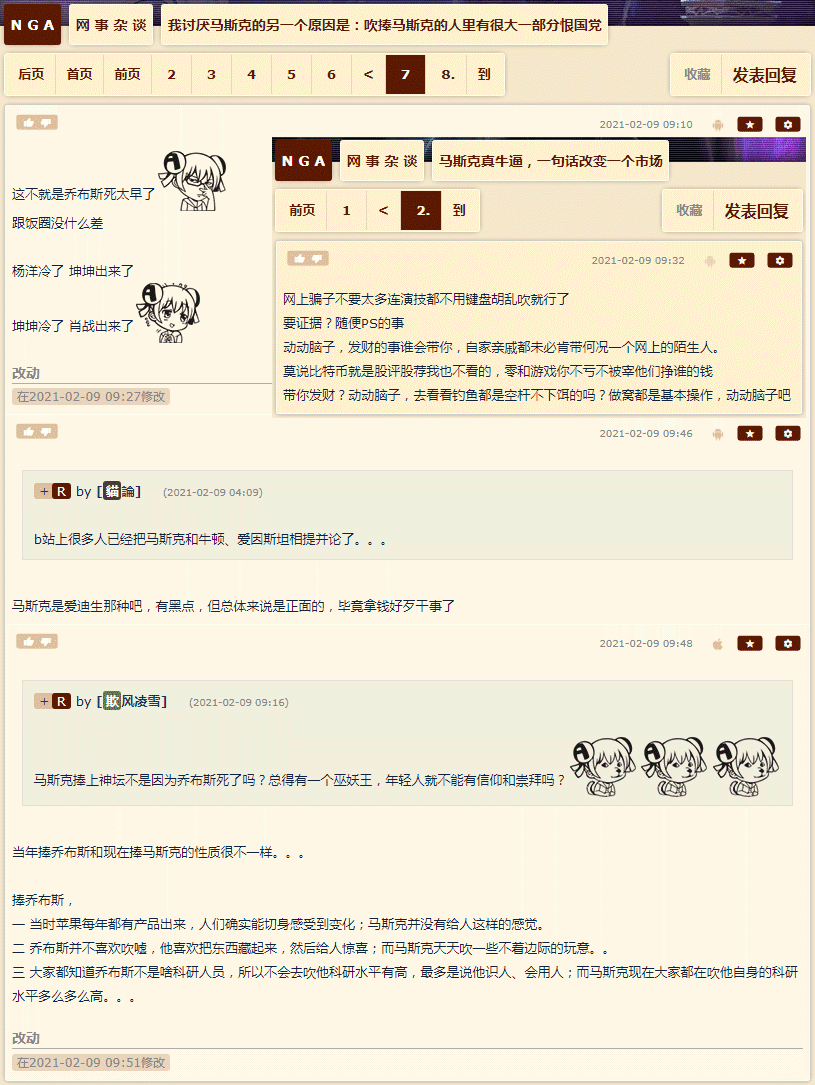 NGA 网事杂谈 我讨厌马斯克的另一个原因是：吹捧马斯克的人里有很大一部分恨国党
后页 首页 前页 2 3 4 5 6 < 7 8. 到 收藏 发表回复
2021-02-09 09:10
这不就是乔布斯死太早了
跟饭圈没什么差
杨洋冷了 坤坤出来了
坤坤冷了 肖战出来了
改动
在2021-02-09 09:27修改
NGA 网事杂谈 马斯克真牛逼，一句话改变一个市场
前页 1 < 2. 到 收藏 发表回复
2021-02-09 09:32
网上骗子不要太多连演技都不用键盘胡乱吹就行了
要证据？随便PS的事
动动脑子，发财的事谁会带你，自家亲戚都未必肯带何况一个网上的陌生人。
莫说比特币就是股评股荐我也不看的，零和游戏你不亏不被宰他们挣谁的钱
带你发财？动动脑子，去看看钓鱼都是空杆不下饵的吗？做窝都是基本操作，动动脑子吧
2021-02-09 09:46
+ R by [貓論] (2021-02-09 04:09)
b站上很多人已经把马斯克和牛顿、爱因斯坦相提并论了。。。
马斯克是爱迪生那种吧，有黑点，但总体来说是正面的，毕竟拿钱好歹干事了
2021-02-09 09:48
+ R by [欺风凌雪] (2021-02-09 09:16)
马斯克捧上神坛不是因为乔布斯死了吗？总得有一个巫妖王，年轻人就不能有信仰和崇拜吗？
当年捧乔布斯和现在捧马斯克的性质很不一样。。。
捧乔布斯，
一 当时苹果每年都有产品出来，人们确实能切身感受到变化；马斯克并没有给人这样的感觉。
二 乔布斯并不喜欢吹嘘，他喜欢把东西藏起来，然后给人惊喜；而马斯克天天吹一些不着边际的玩意。。
三 大家都知道乔布斯不是啥科研人员，所以不会去吹他科研水平有高，最多是说他识人、会用人；而马斯克现在大家都在吹他自身的科研
水平多么多么高。。。
改动
在2021-02-09 09:51修改